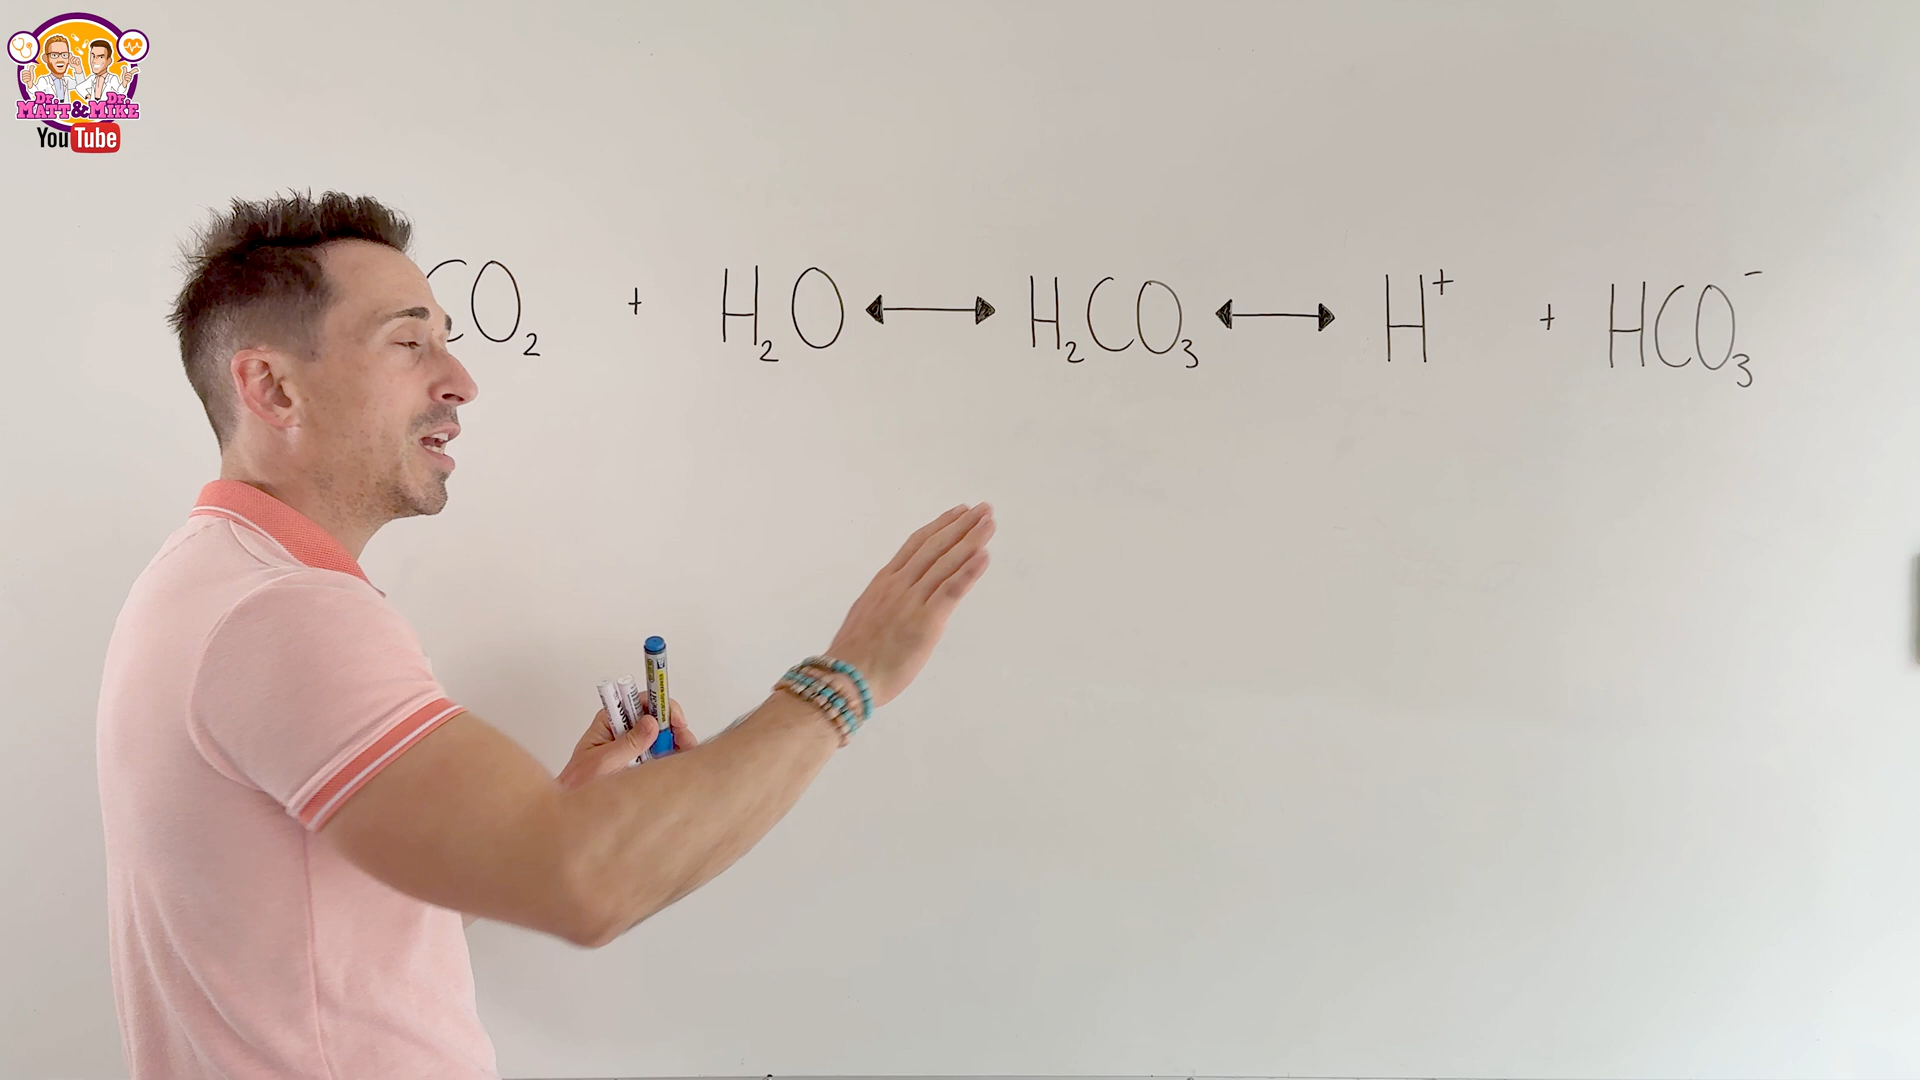 Dr. Dr.
MATT & MIKE
YouTube
CO₂ + H₂O ↔ H₂CO₃ ↔ H⁺ + HCO₃⁻